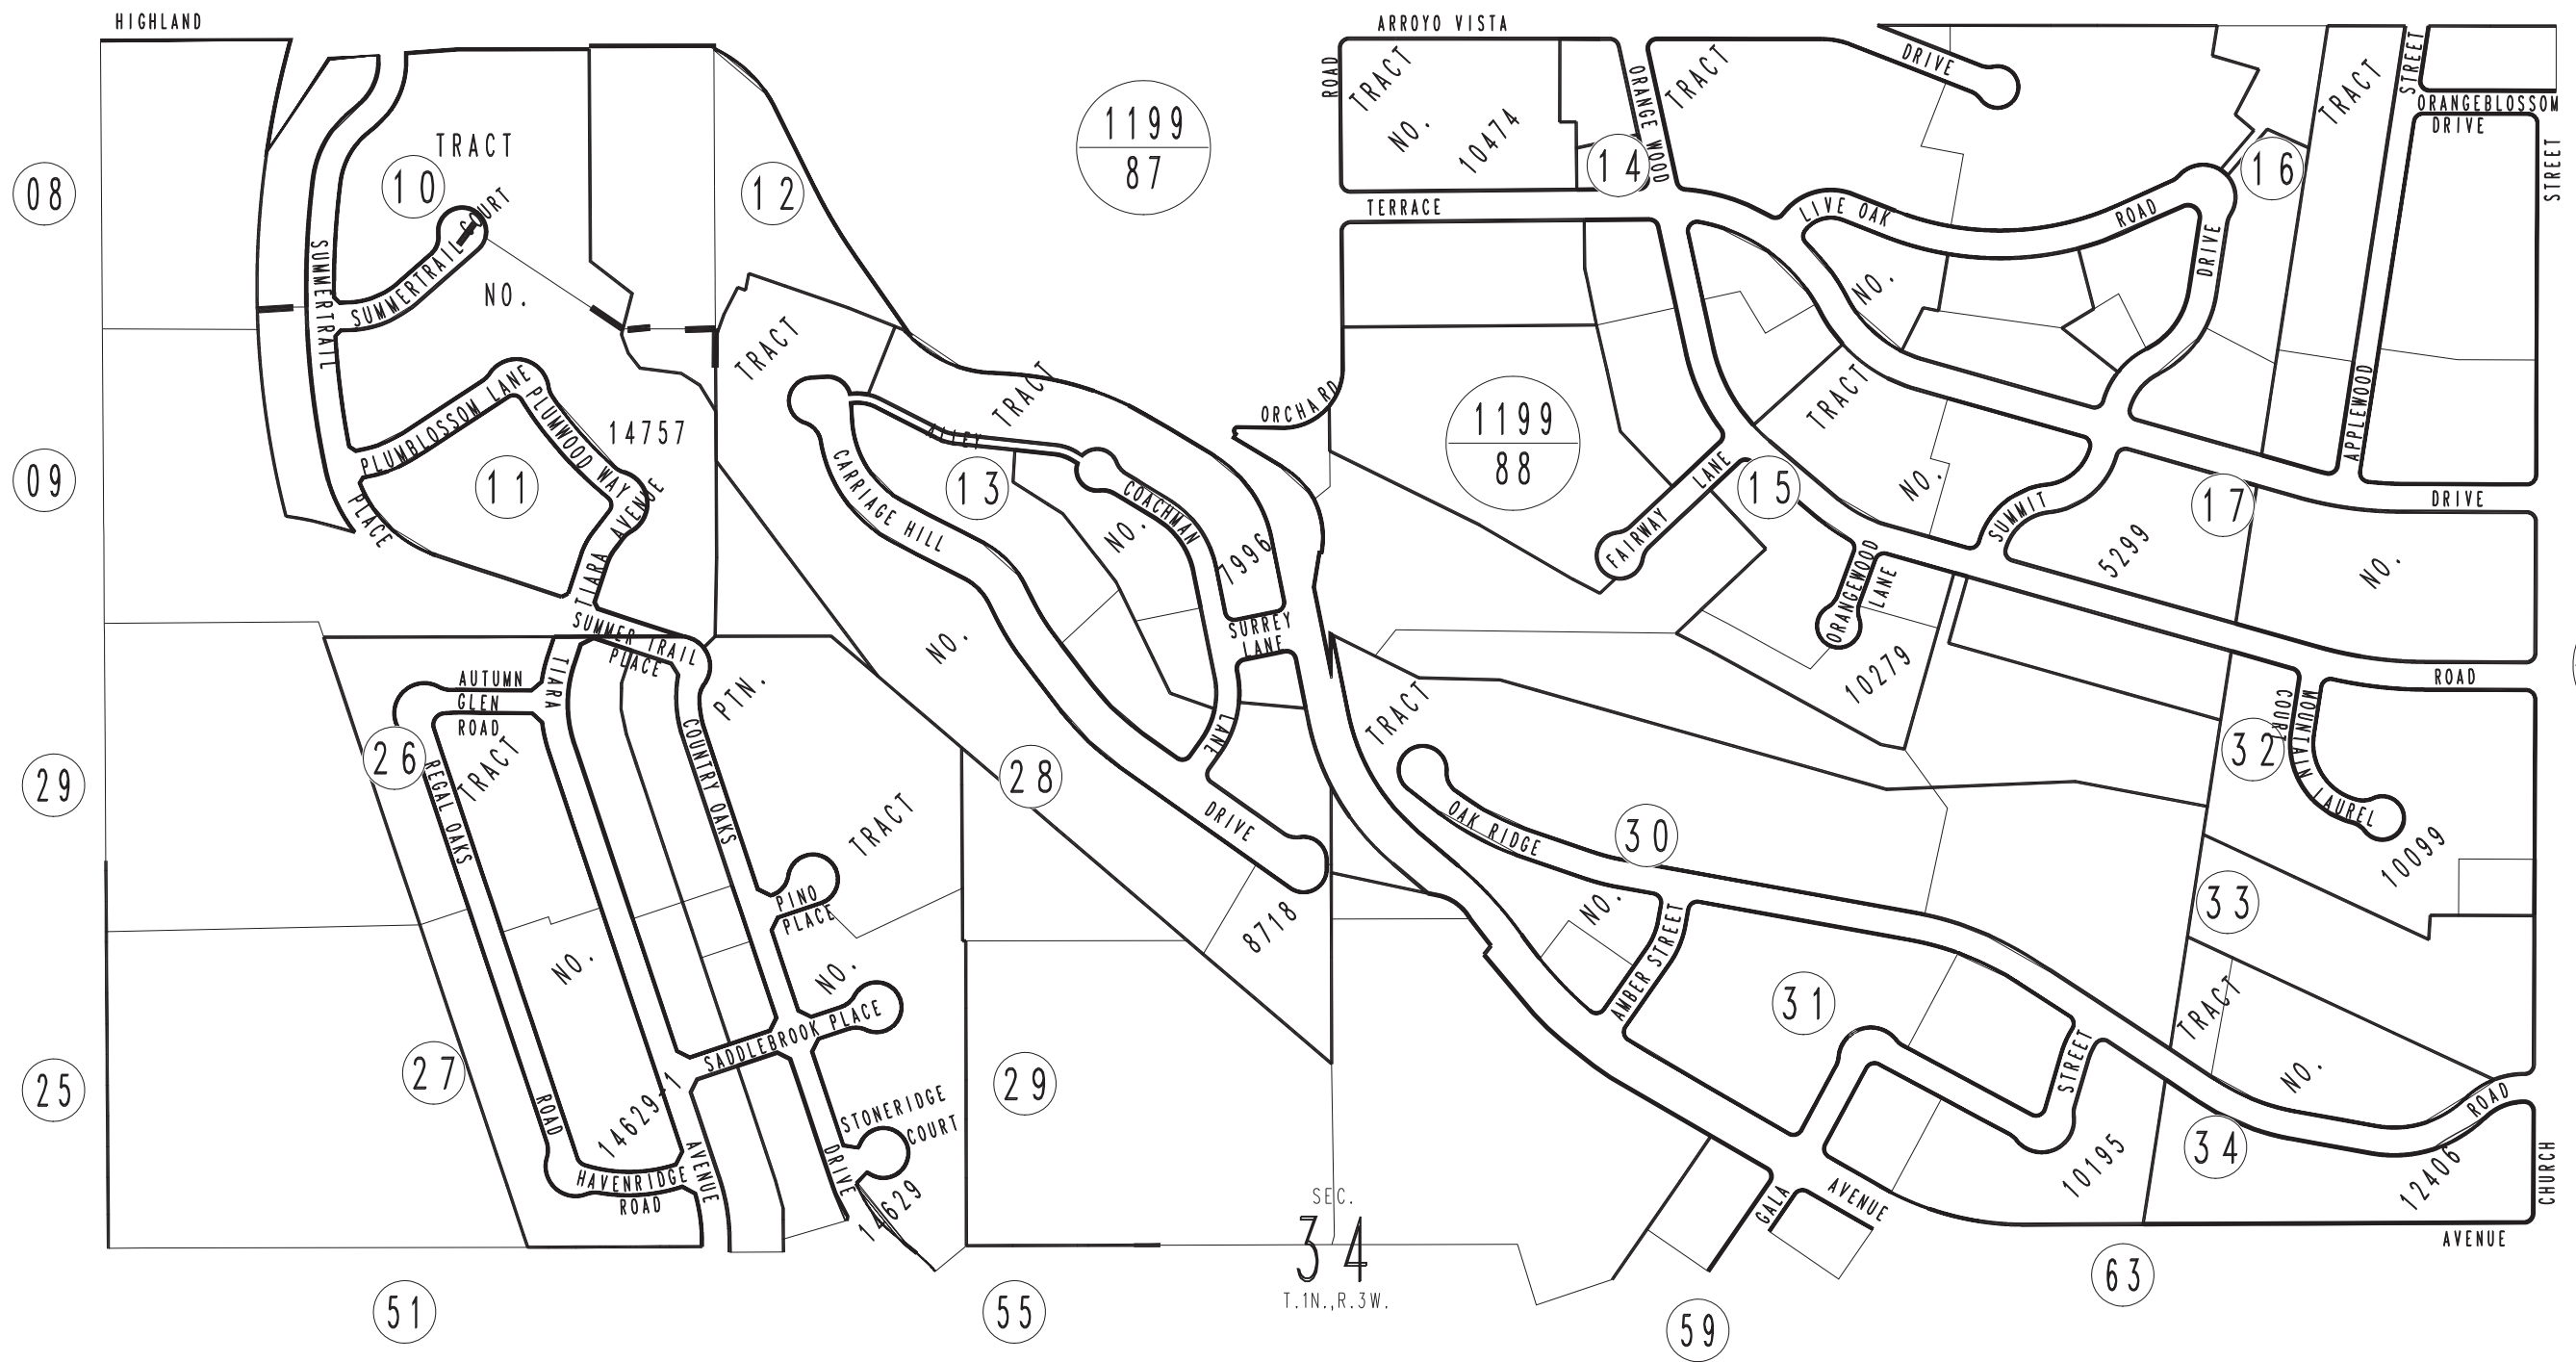 HIGHLAND
ARROYO VISTA
DRIVE
ROAD
TRACT
NO.
10474
ORANGE WOOD
TRACT
TRACT
STREET
ORANGEBLOSSOM
DRIVE
STREET
1199
87
08
10
TRACT
12
14
16
TERRACE
LIVE OAK
ROAD
DRIVE
NO.
SUMMERTRAIL
SUMMERTRAIL COURT
NO.
TRACT
TRACT
ORCHARD
1199
88
TRACT
NO.
APPLEWOOD
PLUMBLOSSOM LANE
PLUMWOOD WAY
14757
09
11
PLACE
TIARA AVENUE
ALLEY
13
COACHMAN
CARRIAGE HILL
NO.
7996
FAIRWAY LANE
15
SUMMIT
17
DRIVE
5299
NO.
ORANGEWOOD
LANE
10279
SUMMER TRAIL
PLACE
SURREY
LANE
NO.
PTN.
AUTUMN
GLEN
ROAD
TIARA
26
TRACT
REGAL OAKS
COUNTRY OAKS
TRACT
LANE
TRACT
ROAD
32
MOUNTAIN LAUREL
COURT
10099
29
28
DRIVE
OAK RIDGE
30
PINO
PLACE
8718
NO.
AMBER STREET
33
NO.
NO.
SADDLEBROOK PLACE
31
TRACT
NO.
25
27
29
STREET
ROAD
14629-1
STONERIDGE
COURT
ROAD
34
10195
12406
CHURCH
HAVENRIDGE
ROAD
AVENUE
DRIVE
14629
SEC.
34
T.1N.,R.3W.
GALA
AVENUE
AVENUE
51
55
59
63